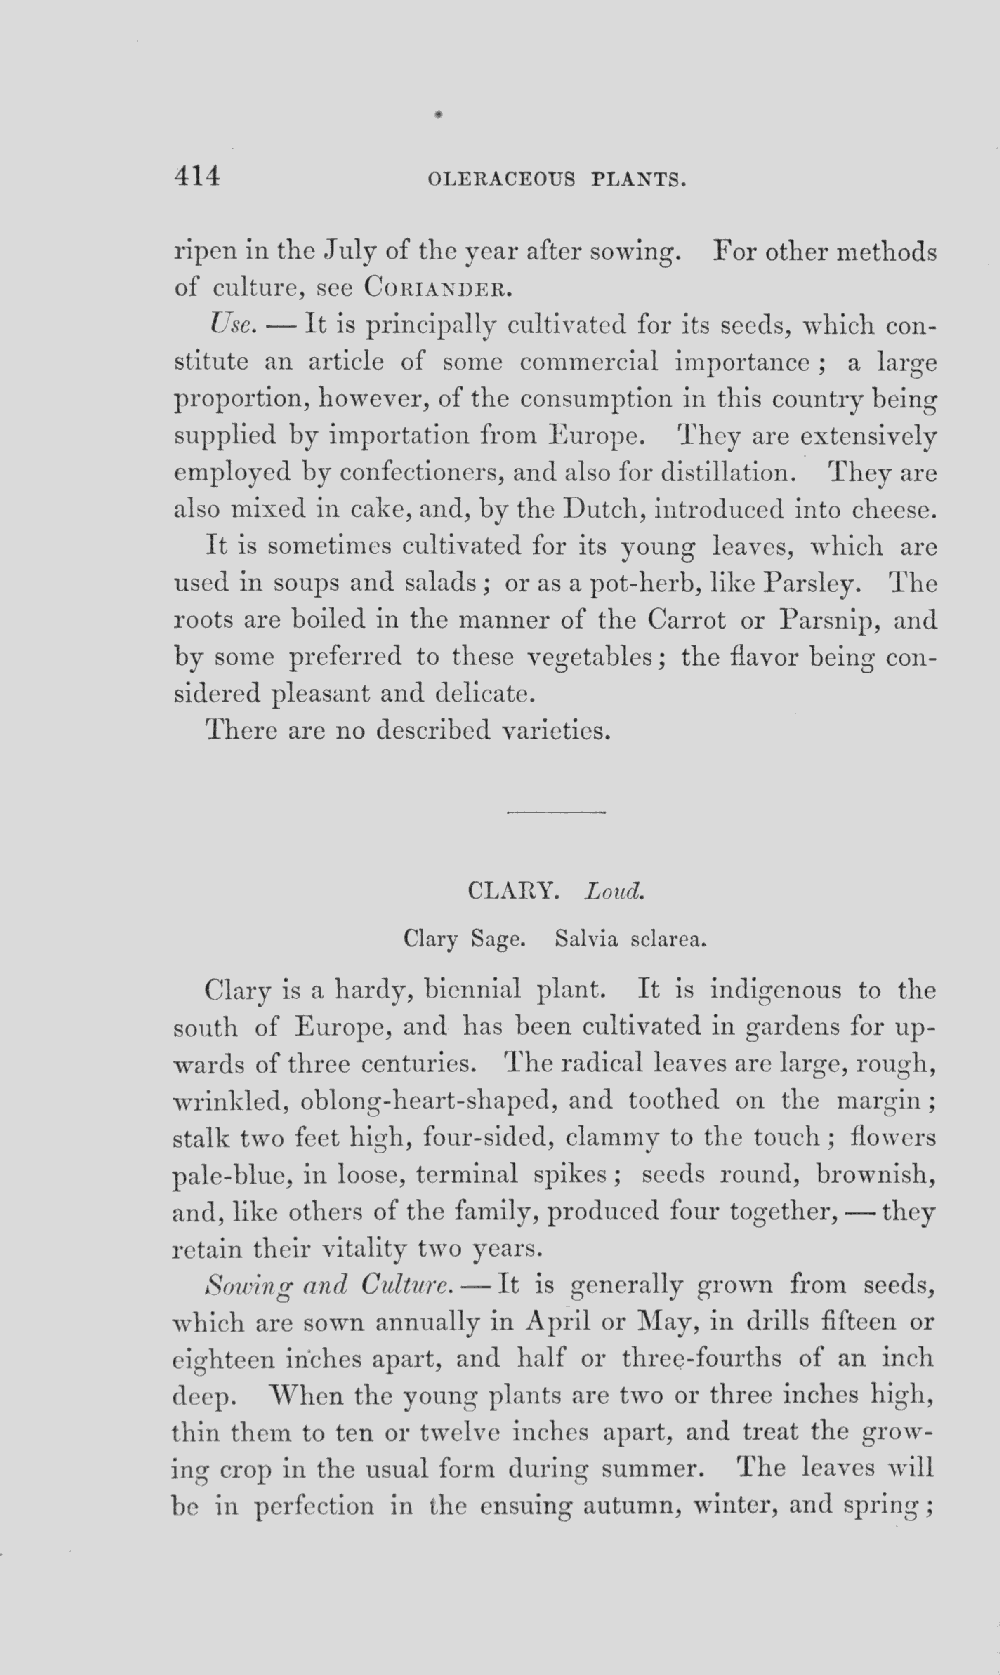 414 OLERACEOUS PLANTS.
ripen in the July of the year after sowing. For other methods
of culture, see CORIANDER.
Use. — It is principally cultivated for its seeds, which con-
stitute an article of some commercial importance ; a large
proportion, however, of the consumption in this country being
supplied by importation from Europe. They are extensively
employed by confectioners, and also for distillation. They are
also mixed in cake, and, by the Dutch, introduced into cheese.
It is sometimes cultivated for its young leaves, which are
used in soups and salads ; or as a pot-herb, like Parsley. The
roots are boiled in the manner of the Carrot or Parsnip, and
by some preferred to these vegetables ; the flavor being con-
sidered pleasant and delicate.
There are no described varieties.
CLARY. Loud.
Clary Sage. Salvia sclarea.
Clary is a hardy, biennial plant. It is indigenous to the
south of Europe, and has been cultivated in gardens for up-
wards of three centuries. The radical leaves are large, rough,
wrinkled, oblong-heart-shaped, and toothed on the margin ;
stalk two feet high, four-sided, clammy to the touch ; flowers
pale-blue, in loose, terminal spikes ; seeds round, brownish,
and, like others of the family, produced four together, — they
retain their vitality two years.
Sowing and Culture. — It is generally grown from seeds,
which are sown annually in April or May, in drills fifteen or
eighteen inches apart, and half or three-fourths of an inch
deep. When the young plants are two or three inches high,
thin them to ten or twelve inches apart, and treat the grow-
ing crop in the usual form during summer. The leaves will
be in perfection in the ensuing autumn, winter, and spring ;